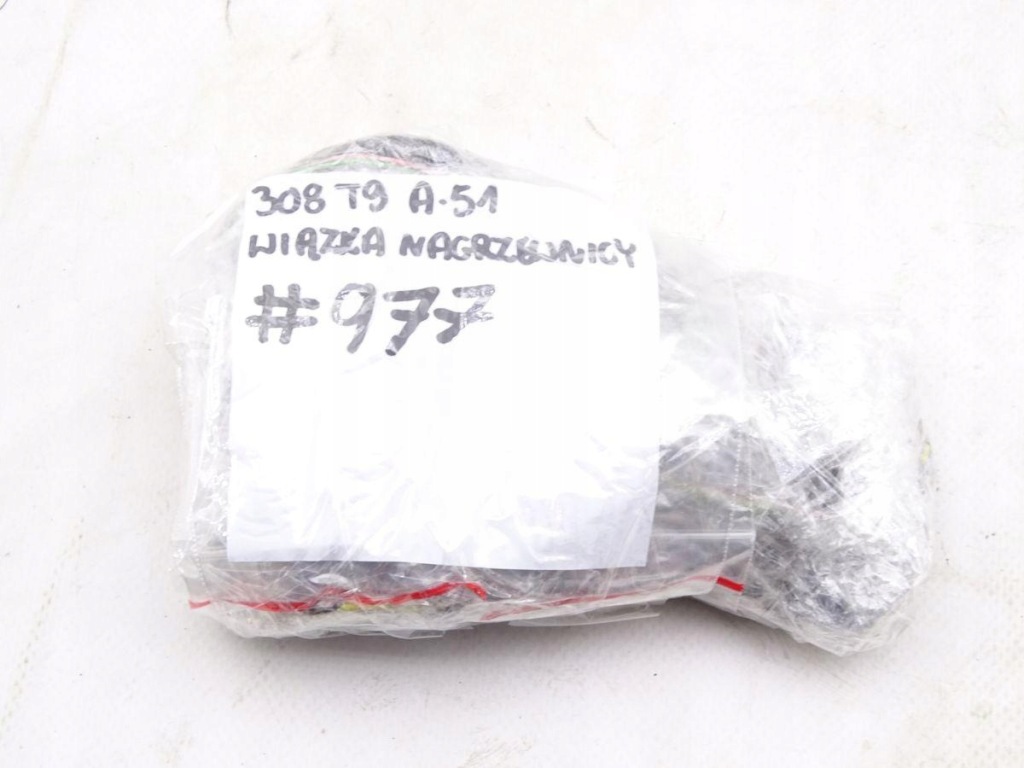 308 T9 A-51
WIĄZKA NAGRZEWNICY
#977